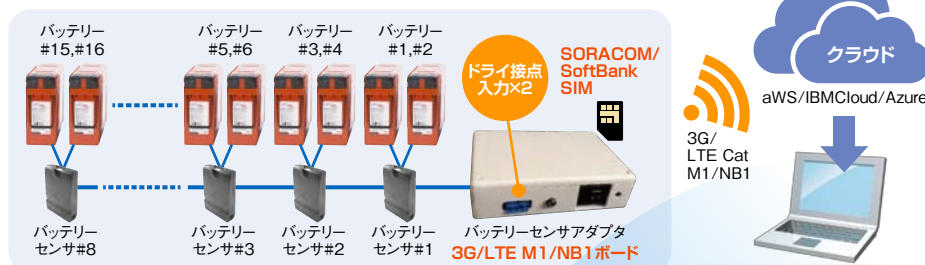 バッテリー
#15,#16
バッテリー
#5,#6
バッテリー
#3,#4
バッテリー
#1,#2
ドライ接点
入力×2
SORACOM/
SoftBank
SIM
クラウド
aWS/IBMCloud/Azure
3G/
LTE Cat
M1/NB1
バッテリー
センサ#8
バッテリー
センサ#3
バッテリー
センサ#2
バッテリー
センサ#1
バッテリーセンサアダプタ
3G/LTE M1/NB1ボード